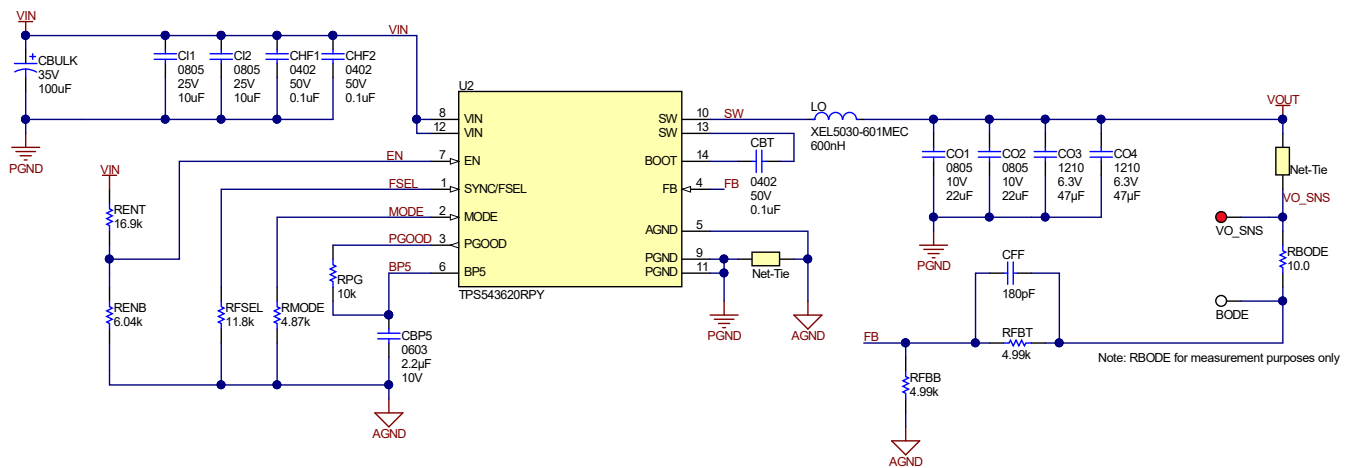 VIN
CBULK
35V
100uF
PGND
CI1
0805
25V
10uF
CI2
0805
25V
10uF
CHF1
0402
50V
0.1uF
CHF2
0402
50V
0.1uF
VIN
VIN
RENT
16.9k
RENB
6.04k
EN
FSEL
MODE
PGOOD
BP5
RFSEL
11.8k
RMODE
4.87k
RPG
10k
CBP5
0603
2.2µF
10V
AGND
U2
8 VIN
12 VIN
7 EN
1 SYNC/FSEL
2 MODE
3 PGOOD
6 BP5
SW 10
SW 13
BOOT 14
FB 4
AGND 5
PGND 9
PGND 11
TPS543620RPY
SW
FB
CBT
0402
50V
0.1uF
Net-Tie
PGND
AGND
LO
XEL5030-601MEC
600nH
CO1
0805
10V
22uF
CO2
0805
10V
22uF
CO3
1210
6.3V
47µF
CO4
1210
6.3V
47µF
PGND
VOUT
Net-Tie
VO_SNS
VO_SNS
RBODE
10.0
BODE
CFF
180pF
FB
RFBT
4.99k
Note: RBODE for measurement purposes only
RFBB
4.99k
AGND